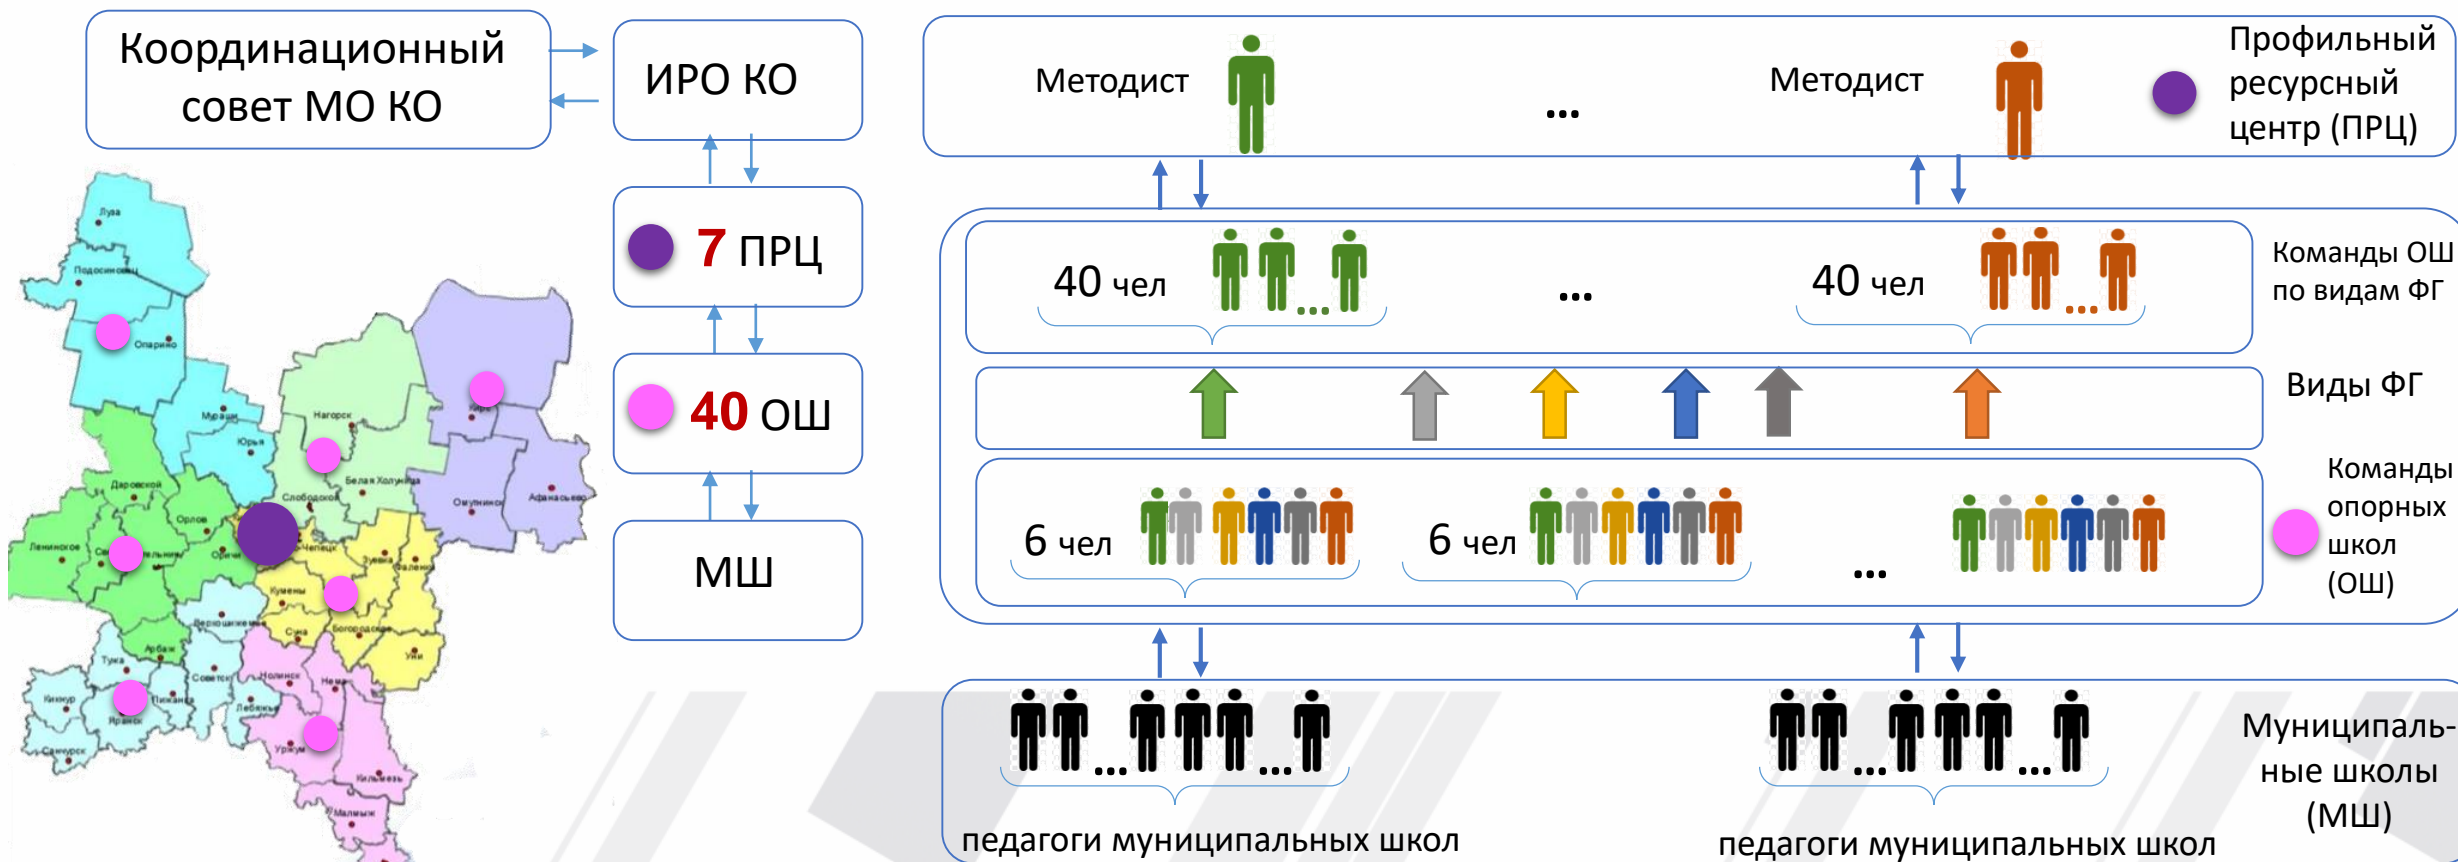 Координационный
совет МО КО
ИРО КО
7 ПРЦ
40 ОШ
МШ
Луза
Подосиновец
Опарино
Мураши
Юрья
Нагорск
Кирс
Даровской
Слободской
Белая Холуница
Омутнинск
Афанасьево
Орлов
Ленинское
Оричи
Зуевка
Фаленки
Кумены
Верхошижемье
Суна
Богородское
Уни
Арбаж
Тужа
Советск
Нолинск
Нема
Кикнур
Пижанка
Яранск
Лебяжье
Санчурск
Уржум
Кильмезь
Малмыж
Методист
...
Методист
Профильный
ресурсный
центр (ПРЦ)
40 чел
...
...
40 чел
...
Команды ОШ
по видам ФГ
Виды ФГ
6 чел
6 чел
...
Команды
опорных
школ
(ОШ)
... ...
педагоги муниципальных школ
... ...
педагоги муниципальных школ
Муниципаль-
ные школы
(МШ)